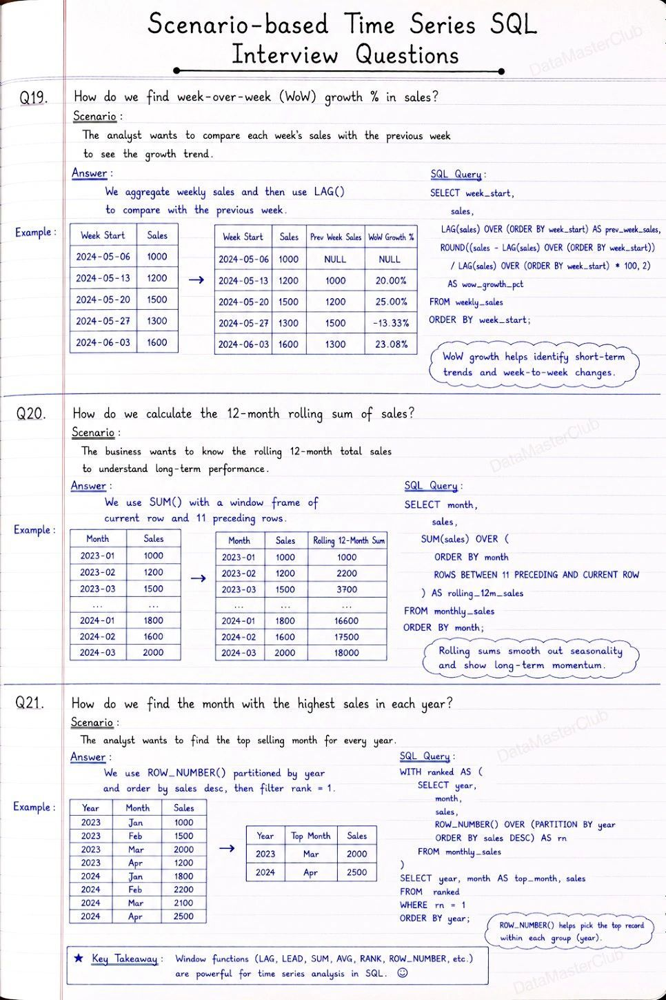 Scenario-based Time Series SQL
Interview Questions
DataMasterClub
Q19. How do we find week-over-week (WoW) growth % in sales?
Scenario :
The analyst wants to compare each week's sales with the previous week
to see the growth trend.
Answer :
We aggregate weekly sales and then use LAG()
to compare with the previous week.
Example :
Week Start Sales
2024-05-06 1000
2024-05-13 1200
2024-05-20 1500
2024-05-27 1300
2024-06-03 1600
→
Week Start Sales Prev Week Sales WoW Growth %
2024-05-06 1000 NULL NULL
2024-05-13 1200 1000 20.00%
2024-05-20 1500 1200 25.00%
2024-05-27 1300 1500 -13.33%
2024-06-03 1600 1300 23.08%
SQL Query :
SELECT week_start,
sales,
LAG(sales) OVER (ORDER BY week_start) AS prev_week_sales,
ROUND((sales - LAG(sales) OVER (ORDER BY week_start))
/ LAG(sales) OVER (ORDER BY week_start) * 100, 2)
AS wow_growth_pct
FROM weekly_sales
ORDER BY week_start;
WoW growth helps identify short-term
trends and week-to-week changes.
Q20. How do we calculate the 12-month rolling sum of sales?
DataMasterClub
Scenario :
The business wants to know the rolling 12-month total sales
to understand long-term performance.
Answer :
We use SUM() with a window frame of
current row and 11 preceding rows.
Example :
Month Sales
2023-01 1000
2023-02 1200
2023-03 1500
... ...
2024-01 1800
2024-02 1600
2024-03 2000
→
Month Sales Rolling 12-Month Sum
2023-01 1000 1000
2023-02 1200 2200
2023-03 1500 3700
... ... ...
2024-01 1800 16600
2024-02 1600 17500
2024-03 2000 18000
SQL Query :
SELECT month,
sales,
SUM(sales) OVER (
ORDER BY month
ROWS BETWEEN 11 PRECEDING AND CURRENT ROW
) AS rolling_12m_sales
FROM monthly_sales
ORDER BY month;
Rolling sums smooth out seasonality
and show long-term momentum.
Q21. How do we find the month with the highest sales in each year?
Scenario :
The analyst wants to find the top selling month for every year.
DataMasterClub
Answer :
We use ROW_NUMBER() partitioned by year
and order by sales desc, then filter rank = 1.
Example :
Year Month Sales
2023 Jan 1000
2023 Feb 1500
2023 Mar 2000
2023 Apr 1200
2024 Jan 1800
2024 Feb 2200
2024 Mar 2100
2024 Apr 2500
→
Year Top Month Sales
2023 Mar 2000
2024 Apr 2500
SQL Query :
WITH ranked AS (
SELECT year,
month,
sales,
ROW_NUMBER() OVER (PARTITION BY year
ORDER BY sales DESC) AS rn
FROM monthly_sales
)
SELECT year, month AS top_month, sales
FROM ranked
WHERE rn = 1
ORDER BY year;
ROW_NUMBER() helps pick the top record
within each group (year).
★ Key Takeaway : Window functions (LAG, LEAD, SUM, AVG, RANK, ROW_NUMBER, etc.)
are powerful for time series analysis in SQL. ☺
DataMasterClub